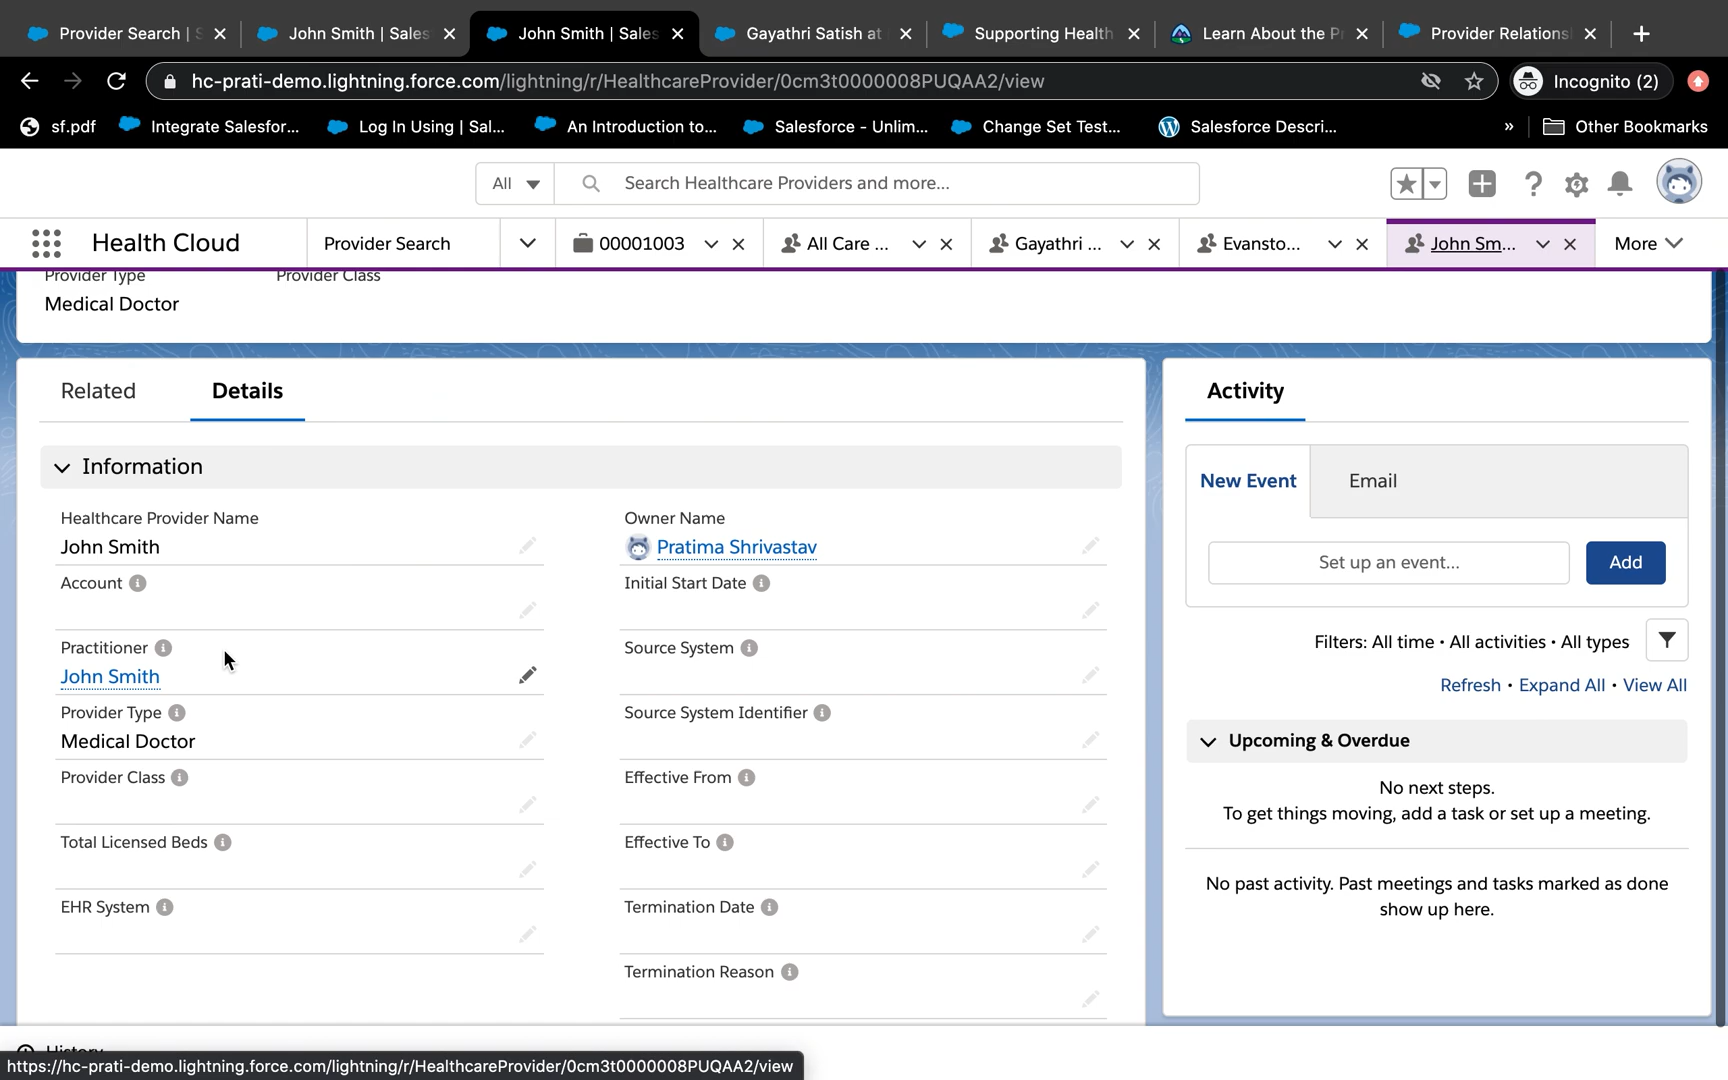 Provider Search | S
John Smith | Sales
John Smith | Sales
Gayathri Satish at
Supporting Health
Learn About the P
Provider Relations
hc-prati-demo.lightning.force.com/lightning/r/HealthcareProvider/0cm3t0000008PUQAA2/view
Incognito (2)
sf.pdf
Integrate Salesfor...
Log In Using | Sal...
An Introduction to...
Salesforce - Unlim...
Change Set Test...
Salesforce Descri...
»
Other Bookmarks
All
Search Healthcare Providers and more...
Health Cloud
Provider Search
00001003
All Care ...
Gayathri ...
Evansto...
John Sm...
More
Provider Type
Provider Class
Medical Doctor
Related
Details
Information
Healthcare Provider Name
John Smith
Account
Practitioner
John Smith
Provider Type
Medical Doctor
Provider Class
Total Licensed Beds
EHR System
Owner Name
Pratima Shrivastav
Initial Start Date
Source System
Source System Identifier
Effective From
Effective To
Termination Date
Termination Reason
Activity
New Event
Email
Set up an event...
Add
Filters: All time • All activities • All types
Refresh • Expand All • View All
Upcoming & Overdue
No next steps.
To get things moving, add a task or set up a meeting.
No past activity. Past meetings and tasks marked as done
show up here.
History
https://hc-prati-demo.lightning.force.com/lightning/r/HealthcareProvider/0cm3t0000008PUQAA2/view